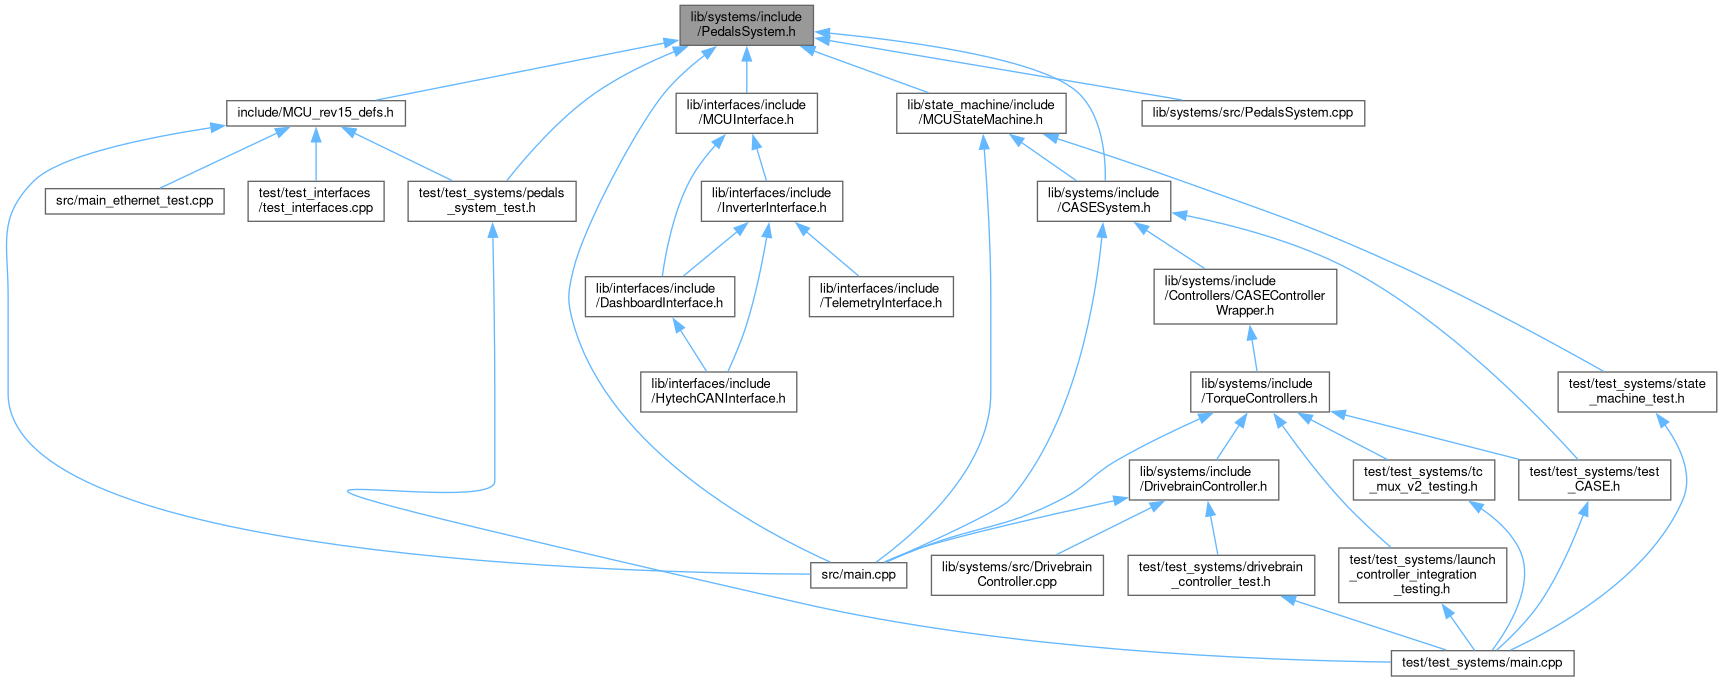 lib/systems/include
/PedalsSystem.h
include/MCU_rev15_defs.h
lib/interfaces/include
/MCUInterface.h
lib/state_machine/include
/MCUStateMachine.h
lib/systems/src/PedalsSystem.cpp
src/main_ethernet_test.cpp
test/test_interfaces
/test_interfaces.cpp
test/test_systems/pedals
_system_test.h
lib/interfaces/include
/InverterInterface.h
lib/systems/include
/CASESystem.h
lib/interfaces/include
/DashboardInterface.h
lib/interfaces/include
/TelemetryInterface.h
lib/systems/include
/Controllers/CASEController
Wrapper.h
lib/interfaces/include
/HytechCANInterface.h
lib/systems/include
/TorqueControllers.h
test/test_systems/state
_machine_test.h
lib/systems/include
/DrivebrainController.h
test/test_systems/tc
_mux_v2_testing.h
test/test_systems/test
_CASE.h
src/main.cpp
lib/systems/src/Drivebrain
Controller.cpp
test/test_systems/drivebrain
_controller_test.h
test/test_systems/launch
_controller_integration
_testing.h
test/test_systems/main.cpp